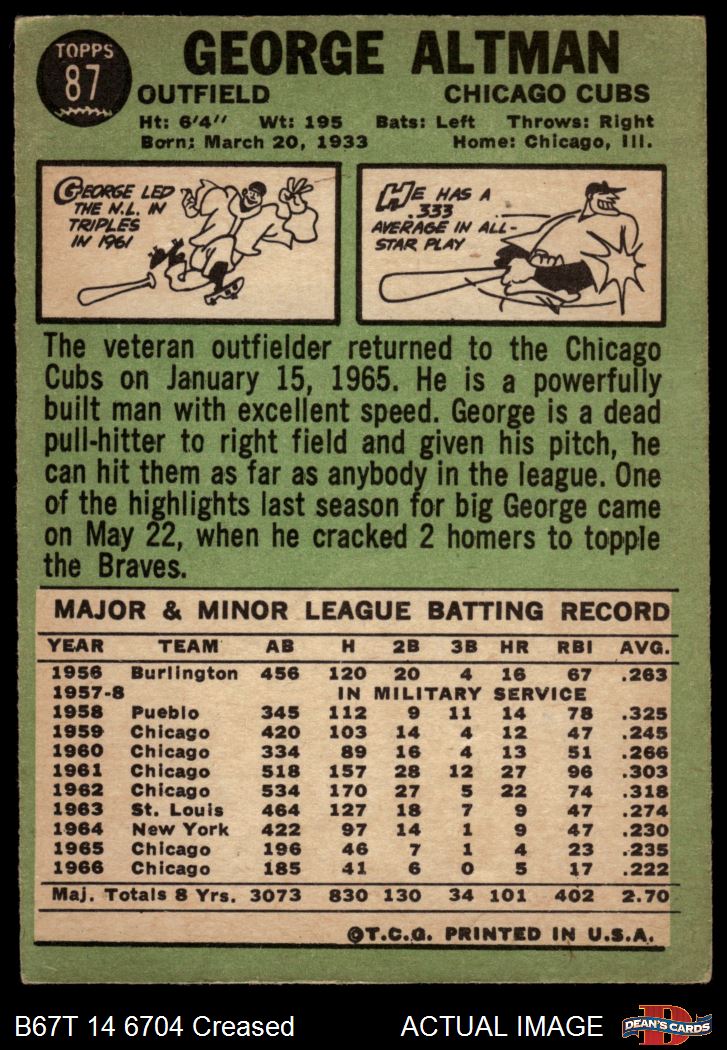 TOPPS
87
GEORGE ALTMAN
OUTFIELD CHICAGO CUBS
Ht: 6'4" Wt: 195 Bats: Left Throws: Right
Born: March 20, 1933 Home: Chicago, Ill.
GEORGE LED
THE N.L. IN
TRIPLES
IN 1961
HE HAS A
.333
AVERAGE IN ALL-
STAR PLAY
The veteran outfielder returned to the Chicago
Cubs on January 15, 1965. He is a powerfully
built man with excellent speed. George is a dead
pull-hitter to right field and given his pitch, he
can hit them as far as anybody in the league. One
of the highlights last season for big George came
on May 22, when he cracked 2 homers to topple
the Braves.
MAJOR & MINOR LEAGUE BATTING RECORD
YEAR TEAM AB H 2B 3B HR RBI AVG.
1956 Burlington 456 120 20 4 16 67 .263
1957-8 IN MILITARY SERVICE
1958 Pueblo 345 112 9 11 14 78 .325
1959 Chicago 420 103 14 4 12 47 .245
1960 Chicago 334 89 16 4 13 51 .266
1961 Chicago 518 157 28 12 27 96 .303
1962 Chicago 534 170 27 5 22 74 .318
1963 St. Louis 464 127 18 7 9 47 .274
1964 New York 422 97 14 1 9 47 .230
1965 Chicago 196 46 7 1 4 23 .235
1966 Chicago 185 41 6 0 5 17 .222
Maj. Totals 8 Yrs. 3073 830 130 34 101 402 2.70
©T.C.G. PRINTED IN U.S.A.
B67T 14 6704 Creased ACTUAL IMAGE
D
DEAN'S CARDS